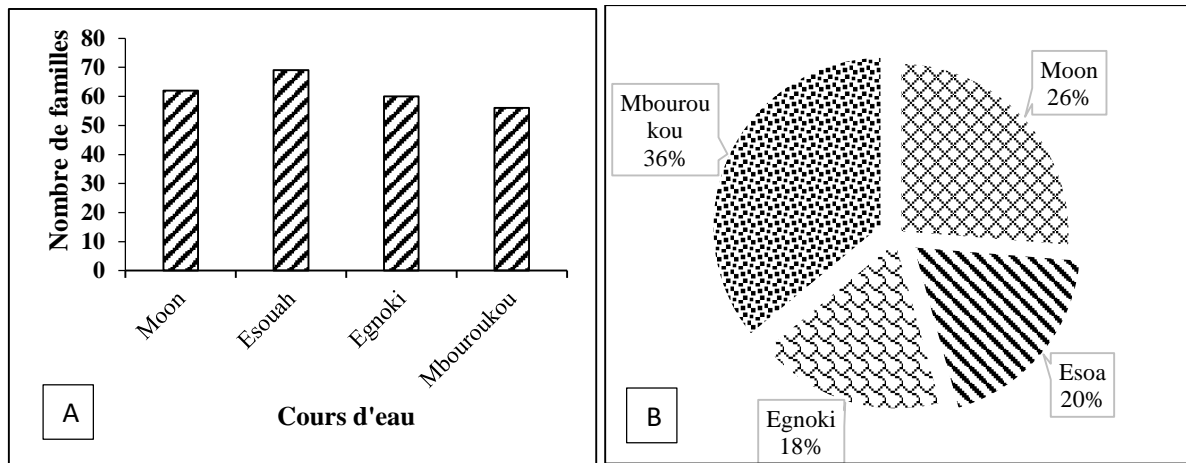 Nombre de familles
80
70
60
50
40
30
20
10
0
Moon
Esouah
Egnoki
Mbouroukou
Cours d'eau
A
Mbourou
kou
36%
Moon
26%
Esoa
20%
Egnoki
18%
B